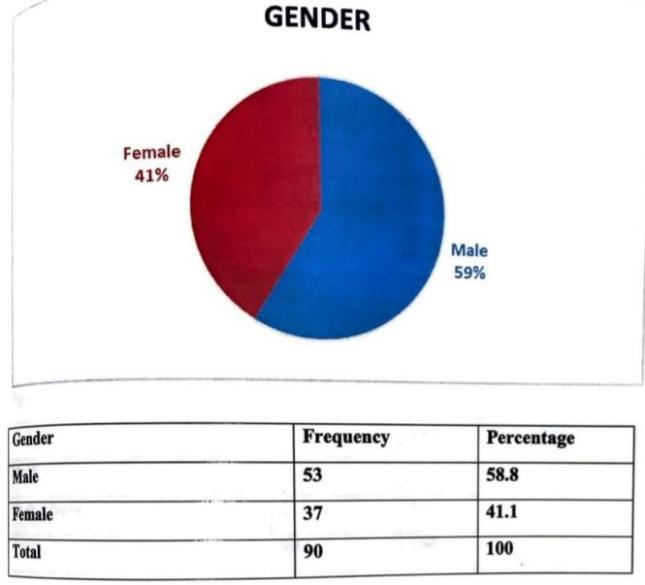 GENDER
Female
41%
Male
59%
Gender Frequency Percentage
Male 53 58.8
Female 37 41.1
Total 90 100